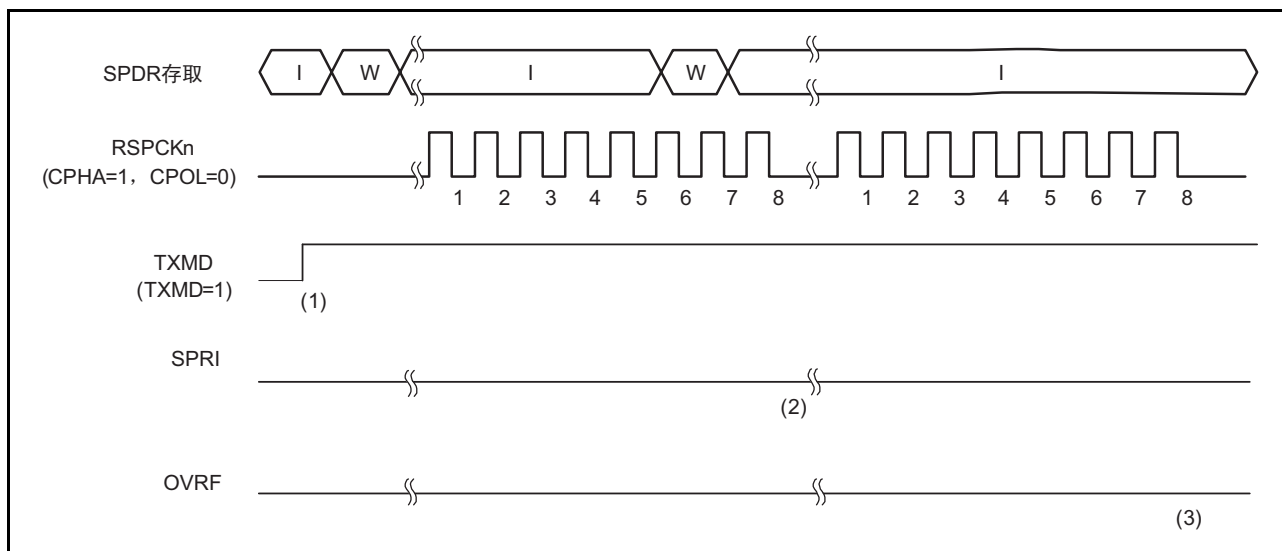 SPDR存取
I W I W I
RSPCKn
(CPHA=1，CPOL=0)
1 2 3 4 5 6 7 8 1 2 3 4 5 6 7 8
TXMD
(TXMD=1)
(1)
SPRI
(2)
OVRF
(3)